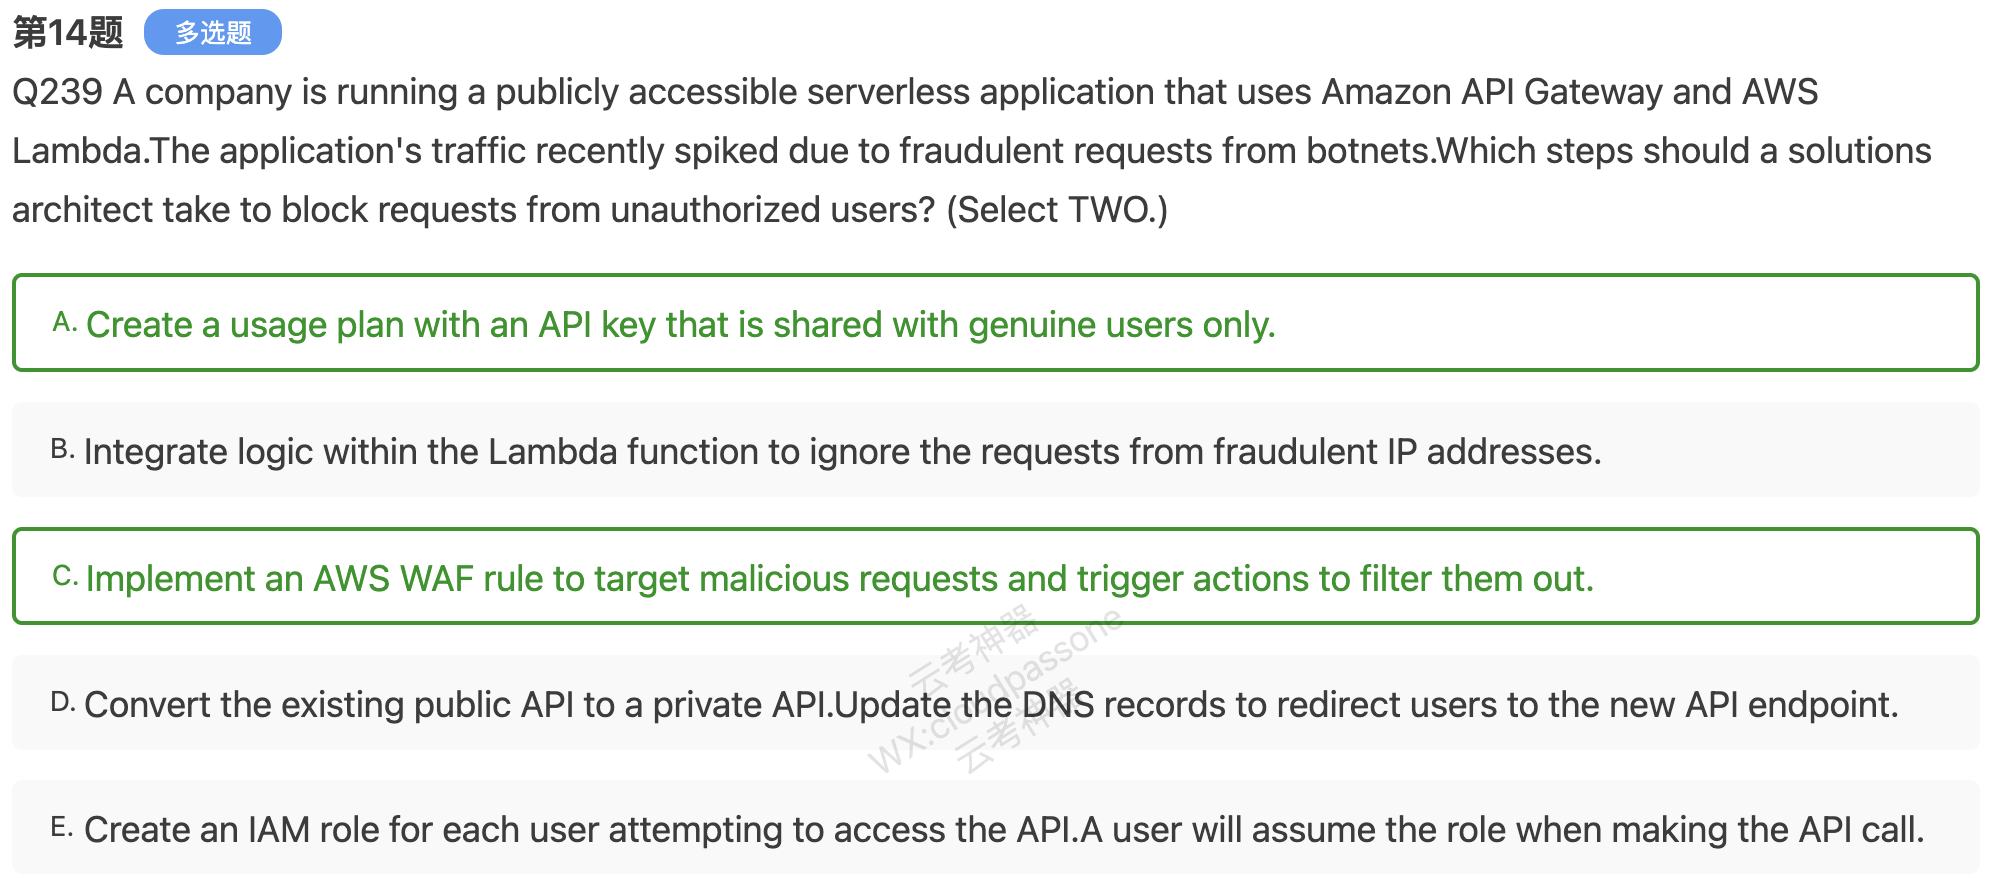 第14题 多选题
Q239 A company is running a publicly accessible serverless application that uses Amazon API Gateway and AWS
Lambda.The application's traffic recently spiked due to fraudulent requests from botnets.Which steps should a solutions
architect take to block requests from unauthorized users? (Select TWO.)
A. Create a usage plan with an API key that is shared with genuine users only.
B. Integrate logic within the Lambda function to ignore the requests from fraudulent IP addresses.
C. Implement an AWS WAF rule to target malicious requests and trigger actions to filter them out.
云考神器
WX:cloudpassone
云考神器
D. Convert the existing public API to a private API.Update the DNS records to redirect users to the new API endpoint.
E. Create an IAM role for each user attempting to access the API.A user will assume the role when making the API call.